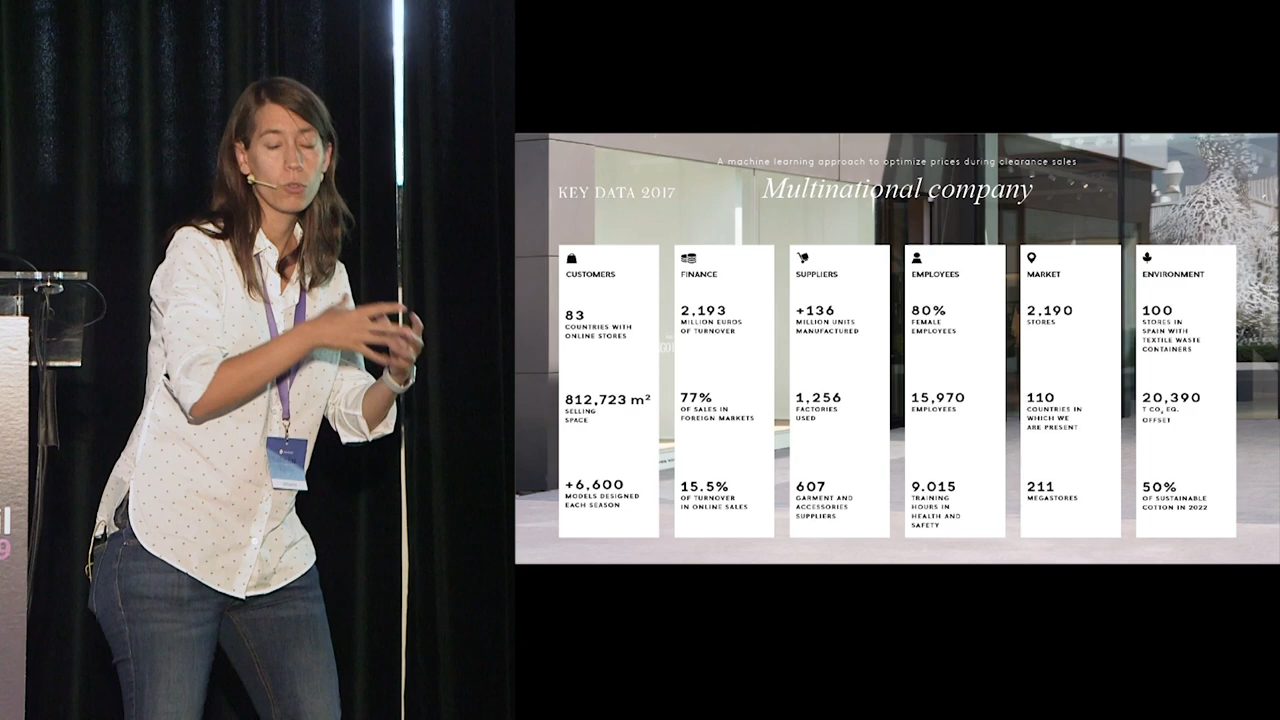 A machine learning approach to optimize prices during clearance sales
KEY DATA 2017
Multinational company
CUSTOMERS
83
COUNTRIES WITH
ONLINE STORES
812,723 m²
SELLING
SPACE
+6,600
MODELS DESIGNED
EACH SEASON
FINANCE
2,193
MILLION EUROS
OF TURNOVER
77%
OF SALES IN
FOREIGN MARKETS
15.5%
OF TURNOVER
IN ONLINE SALES
SUPPLIERS
+136
MILLION UNITS
MANUFACTURED
1,256
FACTORIES
USED
607
GARMENT AND
ACCESSORIES
SUPPLIERS
EMPLOYEES
80%
FEMALE
EMPLOYEES
15,970
EMPLOYEES
9.015
TRAINING
HOURS IN
HEALTH AND
SAFETY
MARKET
2,190
STORES
110
COUNTRIES IN
WHICH WE
ARE PRESENT
211
MEGASTORES
ENVIRONMENT
100
STORES IN
SPAIN WITH
TEXTILE WASTE
CONTAINERS
20,390
T CO₂ EQ.
OFFSET
50%
OF SUSTAINABLE
COTTON IN 2022
il
9